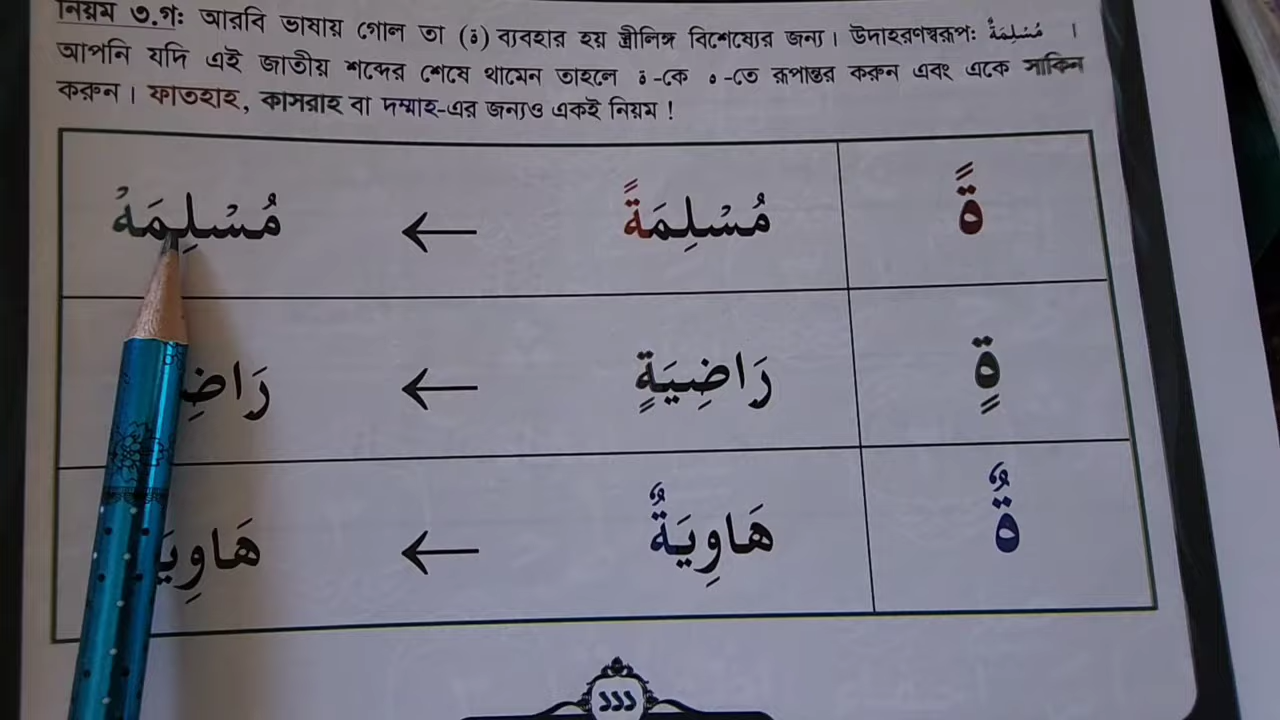 নিয়ম ৩.গ: আরবি ভাষায় গোল তা (ة) ব্যবহার হয় স্ত্রীলিঙ্গ বিশেষ্যের জন্য। উদাহরণস্বরূপ: مُسْلِمَةٌ ।
আপনি যদি এই জাতীয় শব্দের শেষে থামেন তাহলে ة -কে ه -তে রূপান্তর করুন এবং একে সাকিন
করুন। ফাতহাহ, কাসরাহ বা দম্মাহ-এর জন্যও একই নিয়ম!
ةً مُسْلِمَةً ← مُسْلِمَهْ
ةٍ رَاضِيَةٍ ← رَاضِ
ةٌ هَاوِيَةٌ ← هَاوِيَ
১১১